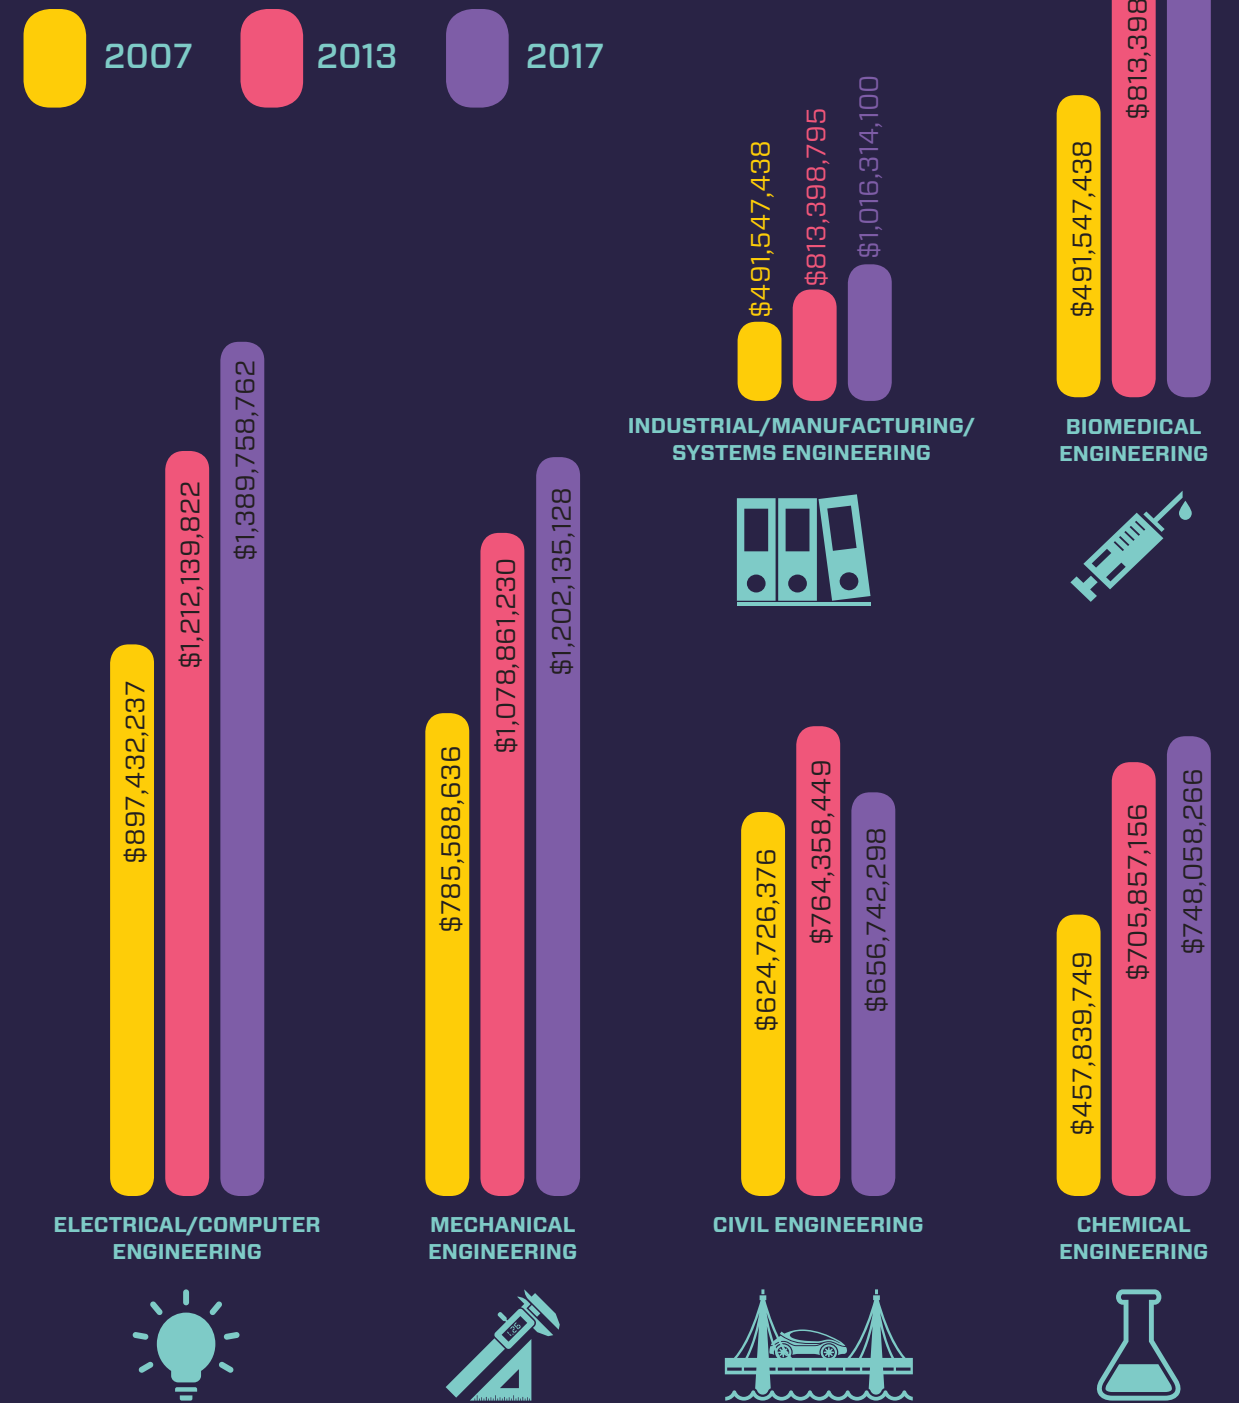 2007
2013
2017
$491,547,438
$813,398,795
$1,016,314,100
INDUSTRIAL/MANUFACTURING/
SYSTEMS ENGINEERING
$491,547,438
$813,398
BIOMEDICAL
ENGINEERING
$897,432,237
$1,212,139,822
$1,389,758,762
ELECTRICAL/COMPUTER
ENGINEERING
$785,588,636
$1,078,861,230
$1,202,135,128
MECHANICAL
ENGINEERING
1.26
$624,726,376
$764,358,449
$656,742,298
CIVIL ENGINEERING
$457,839,749
$705,857,156
$748,058,266
CHEMICAL
ENGINEERING